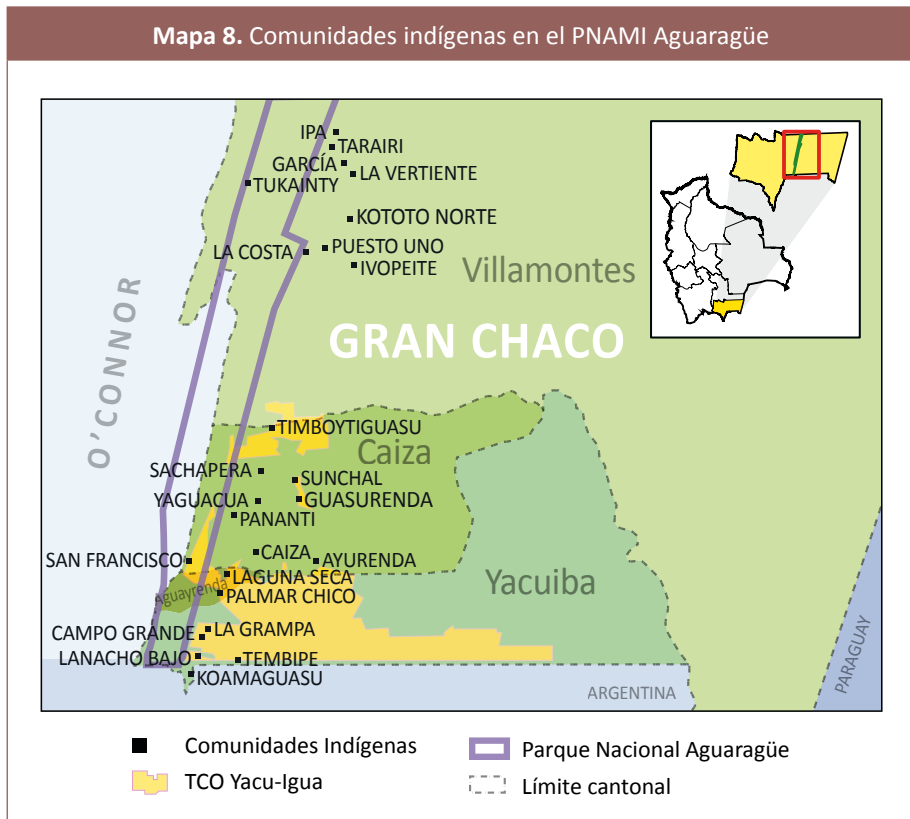 Mapa 8. Comunidades indígenas en el PNAMI Aguaragüe
IPA
TARAIRI
GARCÍA
LA VERTIENTE
TUKAINTY
KOTOTO NORTE
PUESTO UNO
LA COSTA
IVOPEITE
Villamontes
O'CONNOR
GRAN CHACO
TIMBOYTIGUASU
Caiza
SACHAPERA
SUNCHAL
YAGUACUA
GUASURENDA
PANANTI
CAIZA
SAN FRANCISCO
AYURENDA
LAGUNA SECA
Aguayrenda
PALMAR CHICO
Yacuiba
LA GRAMPA
CAMPO GRANDE
LANACHO BAJO
TEMBIPE
KOAMAGUASU
ARGENTINA
PARAGUAY
Comunidades Indígenas
Parque Nacional Aguaragüe
TCO Yacu-Igua
Límite cantonal